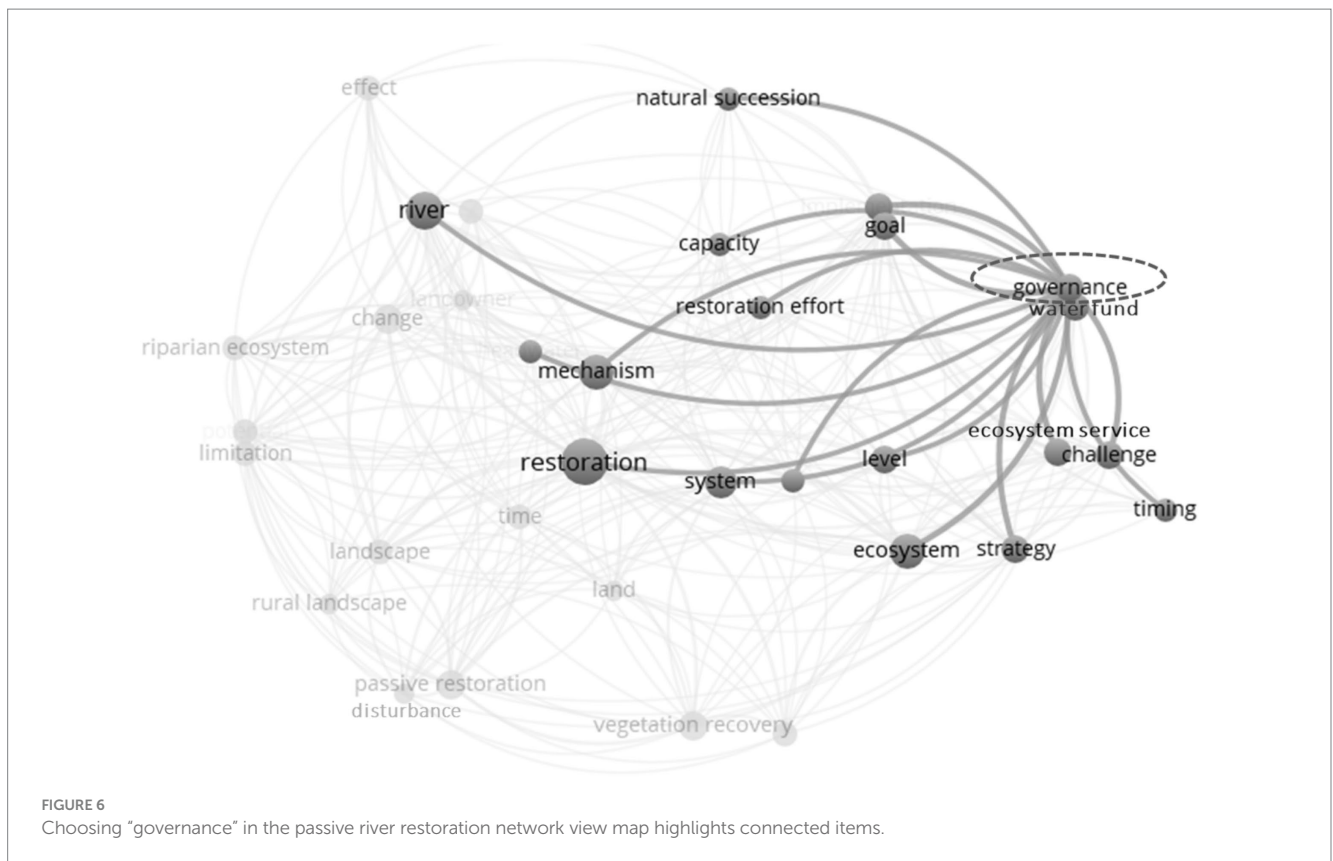 effect
natural succession
river
goal
capacity
governance
landowner
restoration effort
water fund
change
riparian ecosystem
mechanism
ecosystem service
limitation
level
challenge
restoration
system
timing
time
landscape
ecosystem
strategy
land
rural landscape
passive restoration
disturbance
vegetation recovery
FIGURE 6
Choosing “governance” in the passive river restoration network view map highlights connected items.